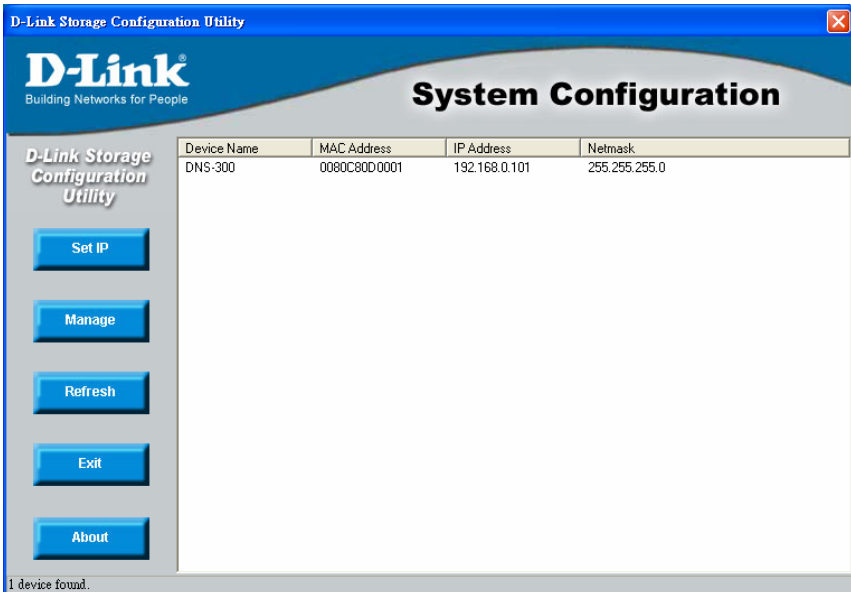 D-Link Storage Configuration Utility
D-Link®
Building Networks for People
System Configuration
D-Link Storage
Configuration
Utility
Device Name MAC Address IP Address Netmask
DNS-300 0080C80D0001 192.168.0.101 255.255.255.0
Set IP
Manage
Refresh
Exit
About
1 device found.